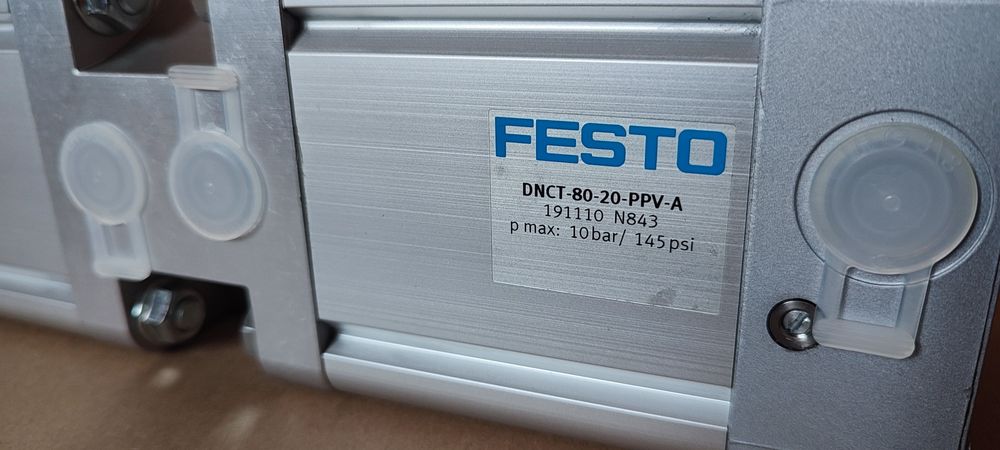 FESTO
DNCT-80-20-PPV-A
191110 N843
p max: 10bar/ 145psi